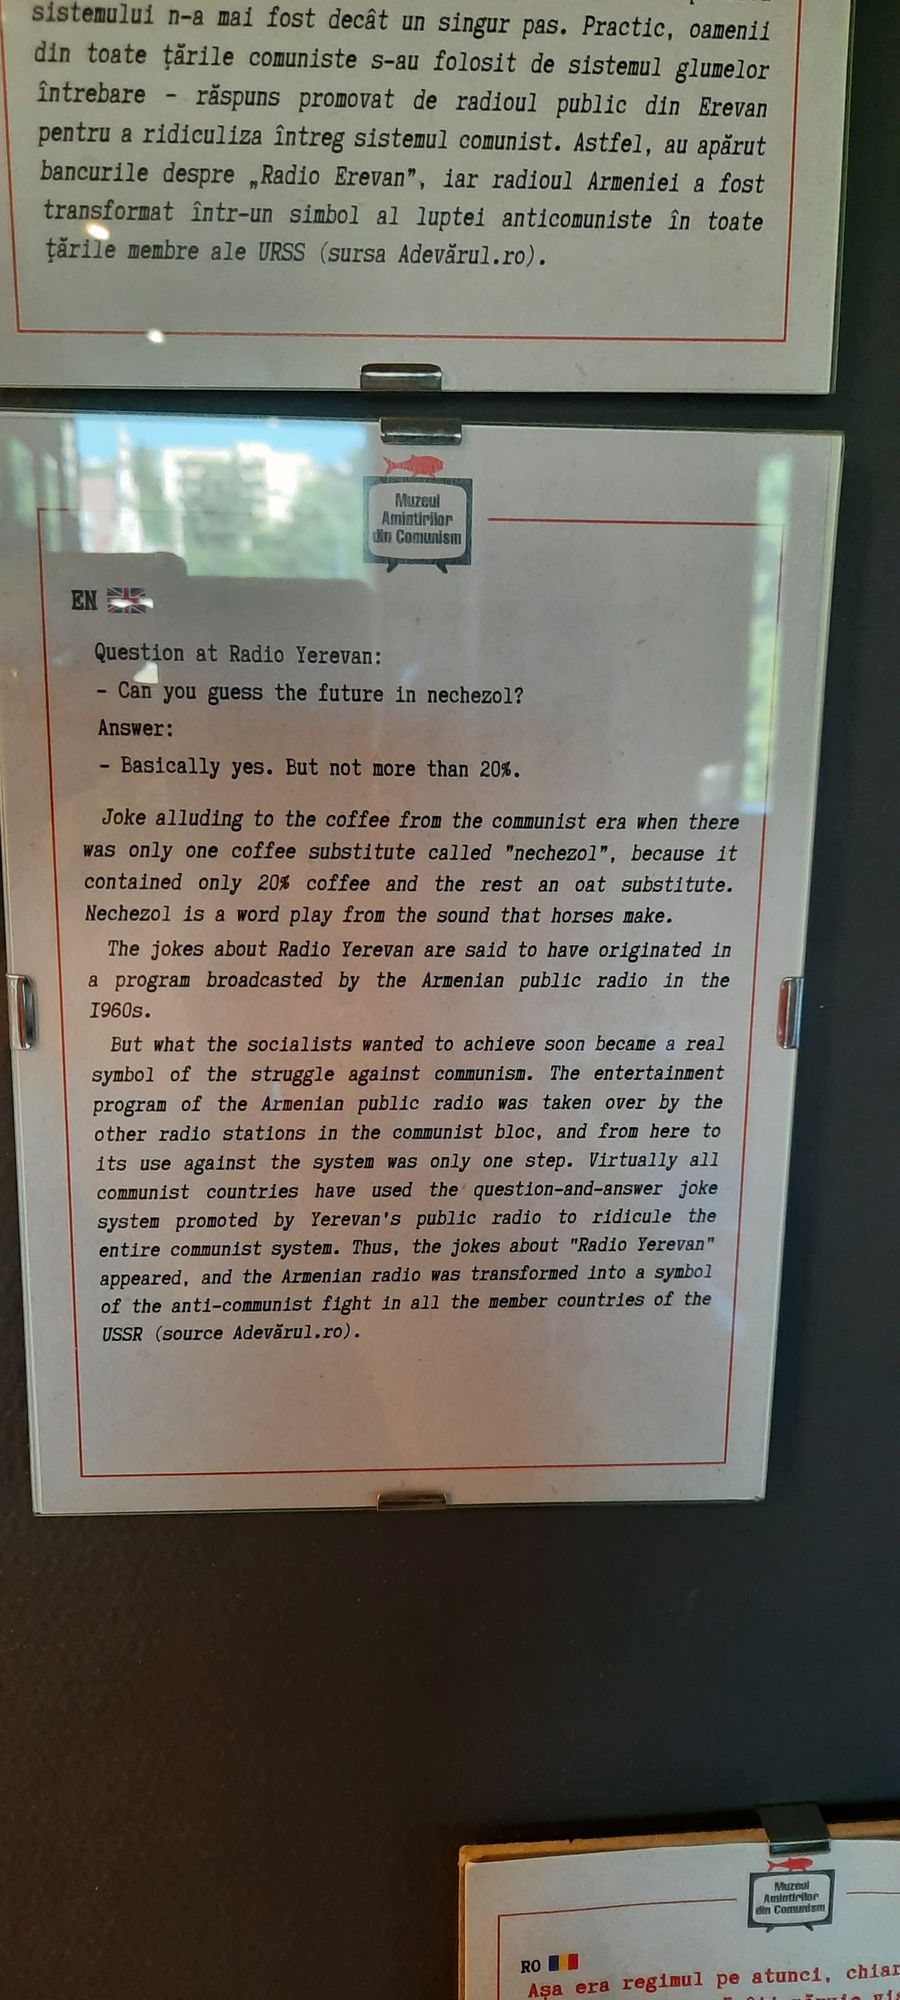 sistemului n-a mai fost decât un singur pas. Practic, oamenii
din toate ţările comuniste s-au folosit de sistemul glumelor
întrebare - răspuns promovat de radioul public din Erevan
pentru a ridiculiza întreg sistemul comunist. Astfel, au apărut
bancurile despre „Radio Erevan”, iar radioul Armeniei a fost
transformat într-un simbol al luptei anticomuniste în toate
ţările membre ale URSS (sursa Adevărul.ro).
Muzeul
Amintirilor
din Comunism
EN
Question at Radio Yerevan:
- Can you guess the future in nechezol?
Answer:
- Basically yes. But not more than 20%.
Joke alluding to the coffee from the communist era when there
was only one coffee substitute called "nechezol", because it
contained only 20% coffee and the rest an oat substitute.
Nechezol is a word play from the sound that horses make.
The jokes about Radio Yerevan are said to have originated in
a program broadcasted by the Armenian public radio in the
I960s.
But what the socialists wanted to achieve soon became a real
symbol of the struggle against communism. The entertainment
program of the Armenian public radio was taken over by the
other radio stations in the communist bloc, and from here to
its use against the system was only one step. Virtually all
communist countries have used the question-and-answer joke
system promoted by Yerevan's public radio to ridicule the
entire communist system. Thus, the jokes about "Radio Yerevan"
appeared, and the Armenian radio was transformed into a symbol
of the anti-communist fight in all the member countries of the
USSR (source Adevărul.ro).
Muzeul
Amintirilor
din Comunism
RO
Aşa era regimul pe atunci, chiar